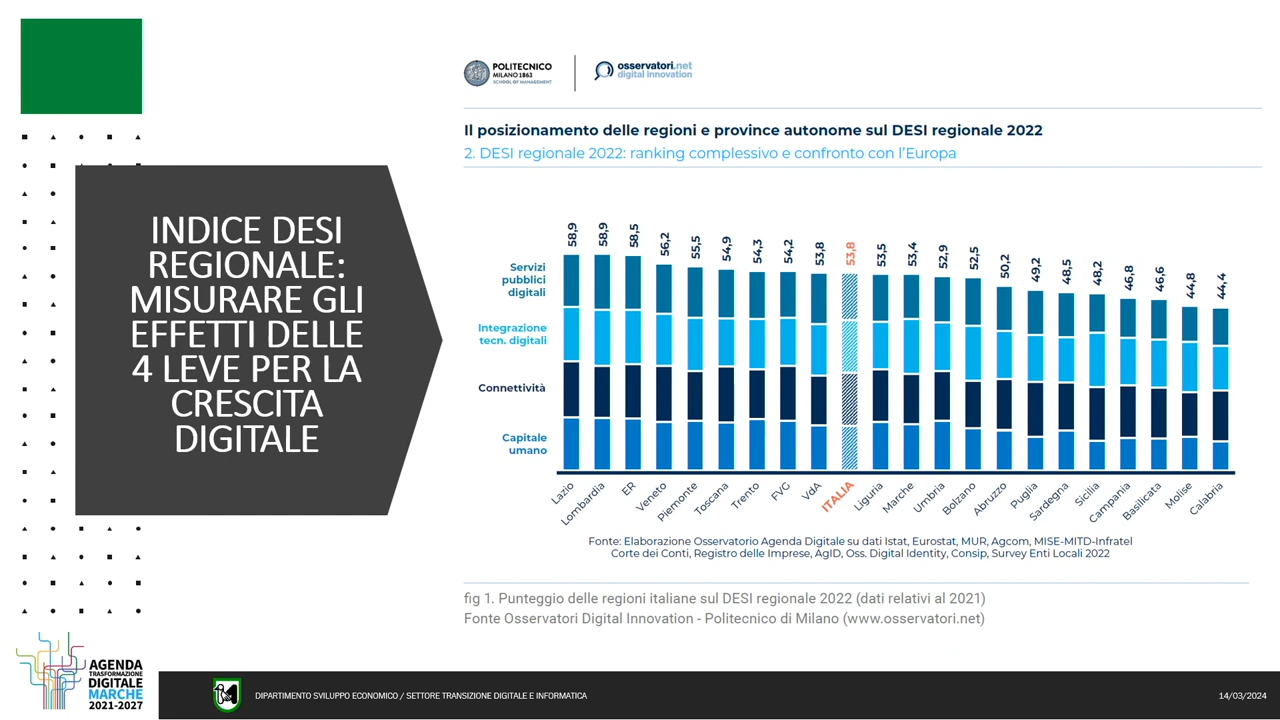 INDICE DESI
REGIONALE:
MISURARE GLI
EFFETTI DELLE
4 LEVE PER LA
CRESCITA
DIGITALE
POLITECNICO
MILANO 1863
SCHOOL OF MANAGEMENT
osservatori.net
digital innovation
Il posizionamento delle regioni e province autonome sul DESI regionale 2022
2. DESI regionale 2022: ranking complessivo e confronto con l'Europa
58,9 58,9 58,5 56,2 55,5 54,9 54,3 54,2 53,8 53,8 53,5 53,4 52,9 52,5 50,2 49,2 48,5 48,2 46,8 46,6 44,8 44,4
Servizi
pubblici
digitali
Integrazione
tecn. digitali
Connettività
Capitale
umano
Lazio Lombardia ER Veneto Piemonte Toscana Trento FVG VdA ITALIA Liguria Marche Umbria Bolzano Abruzzo Puglia Sardegna Sicilia Campania Basilicata Molise Calabria
Fonte: Elaborazione Osservatorio Agenda Digitale su dati Istat, Eurostat, MUR, Agcom, MISE-MITD-Infratel
Corte dei Conti, Registro delle Imprese, AgID, Oss. Digital Identity, Consip, Survey Enti Locali 2022
fig 1. Punteggio delle regioni italiane sul DESI regionale 2022 (dati relativi al 2021)
Fonte Osservatori Digital Innovation - Politecnico di Milano (www.osservatori.net)
AGENDA
TRASFORMAZIONE
DIGITALE
MARCHE
2021-2027
DIPARTIMENTO SVILUPPO ECONOMICO / SETTORE TRANSIZIONE DIGITALE E INFORMATICA
14/03/2024